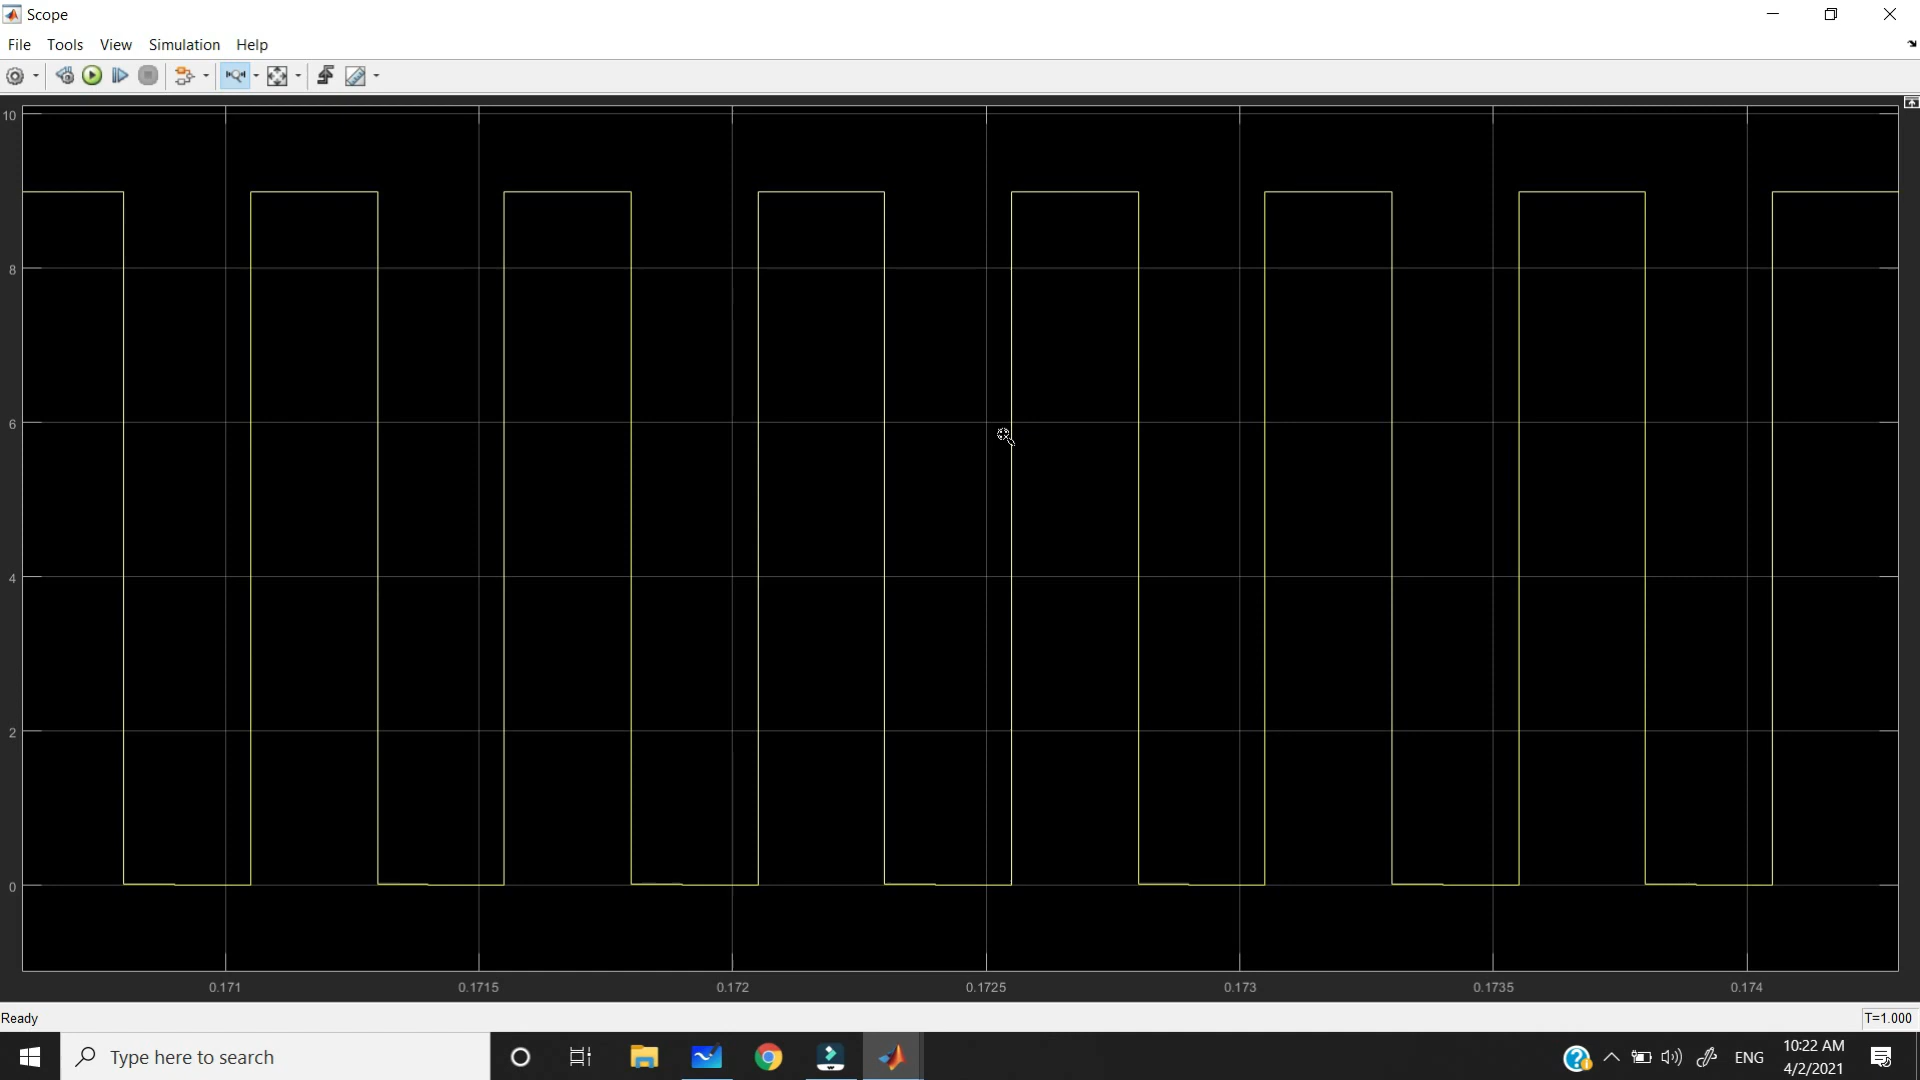 Scope
File Tools View Simulation Help
10
8
6
4
2
0
0.171 0.1715 0.172 0.1725 0.173 0.1735 0.174
Ready T=1.000
Type here to search ENG 10:22 AM
4/2/2021